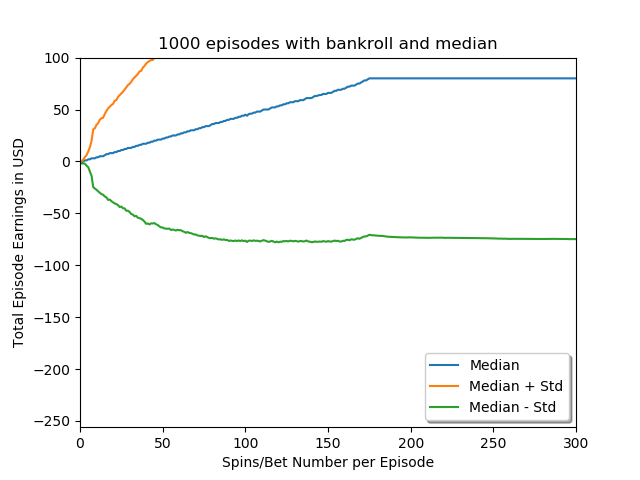 1000 episodes with bankroll and median
Total Episode Earnings in USD
100
50
0
−50
−100
−150
−200
−250
0 50 100 150 200 250 300
Spins/Bet Number per Episode
Median
Median + Std
Median - Std